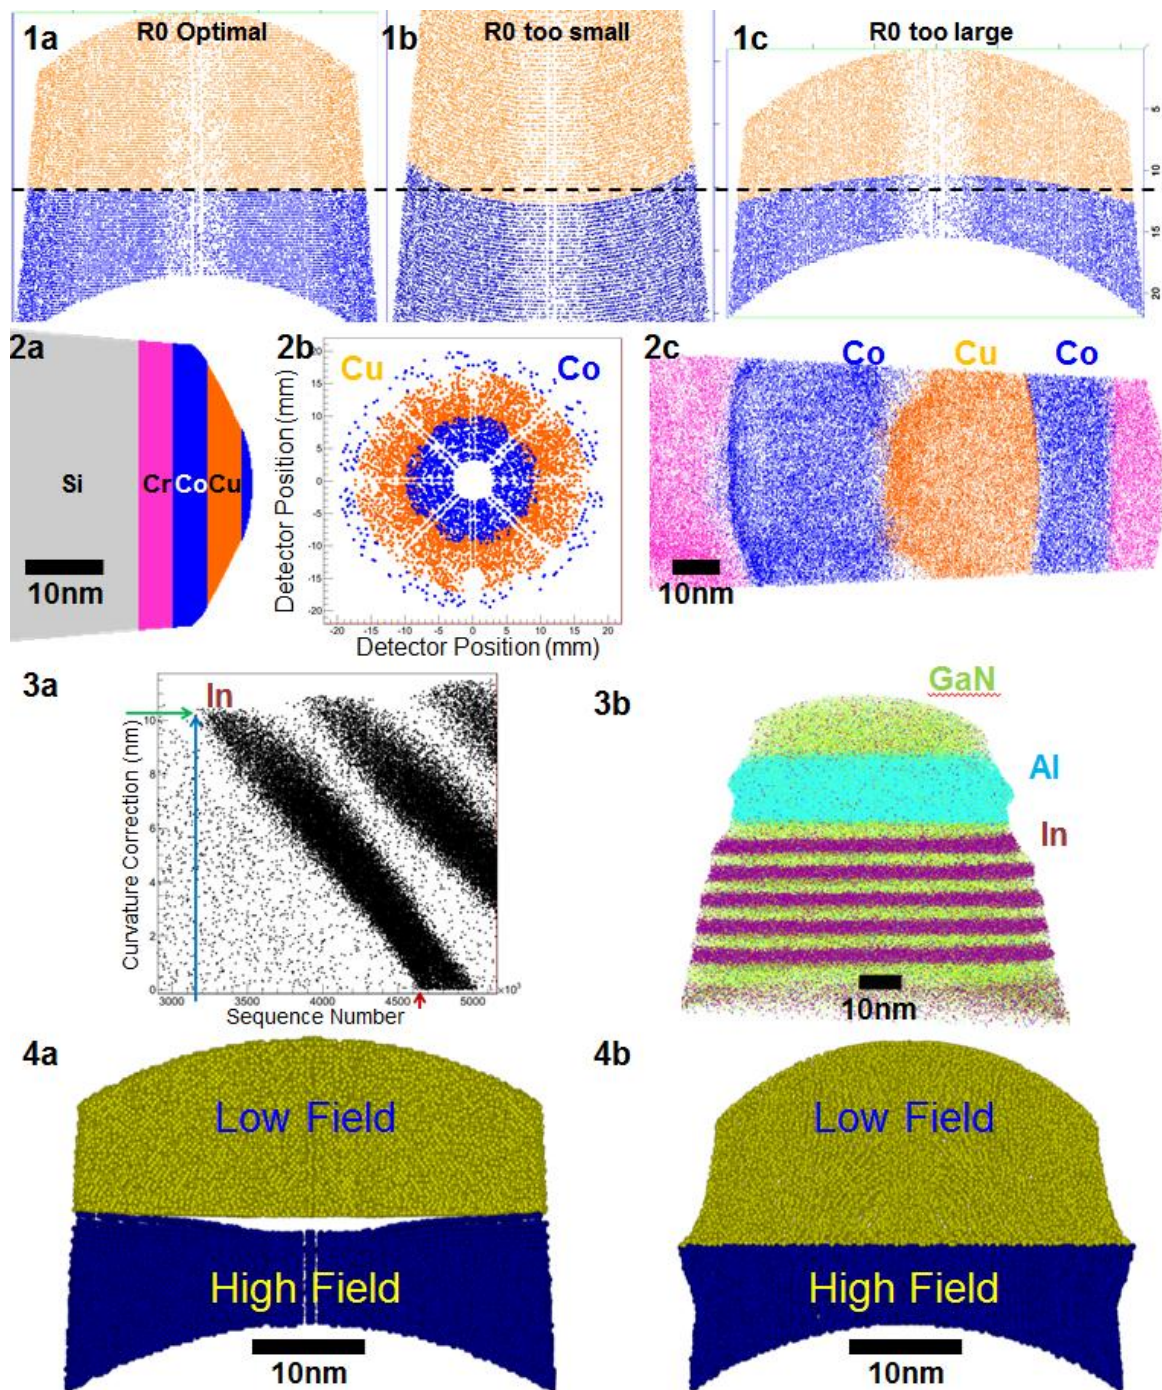 1a
R0 Optimal
1b
R0 too small
1c
R0 too large
5
10
15
20
2a
Si
Cr
Co
Cu
10nm
2b
Cu
Co
Detector Position (mm)
20
15
10
5
0
-5
-10
-15
-20
-20 -15 -10 -5 0 5 10 15 20
Detector Position (mm)
2c
Co
Cu
Co
10nm
3a
In
Curvature Correction (nm)
10
8
6
4
2
0
3000 3500 4000 4500 5000 ×10³
Sequence Number
3b
GaN
Al
In
10nm
4a
Low Field
High Field
10nm
4b
Low Field
High Field
10nm